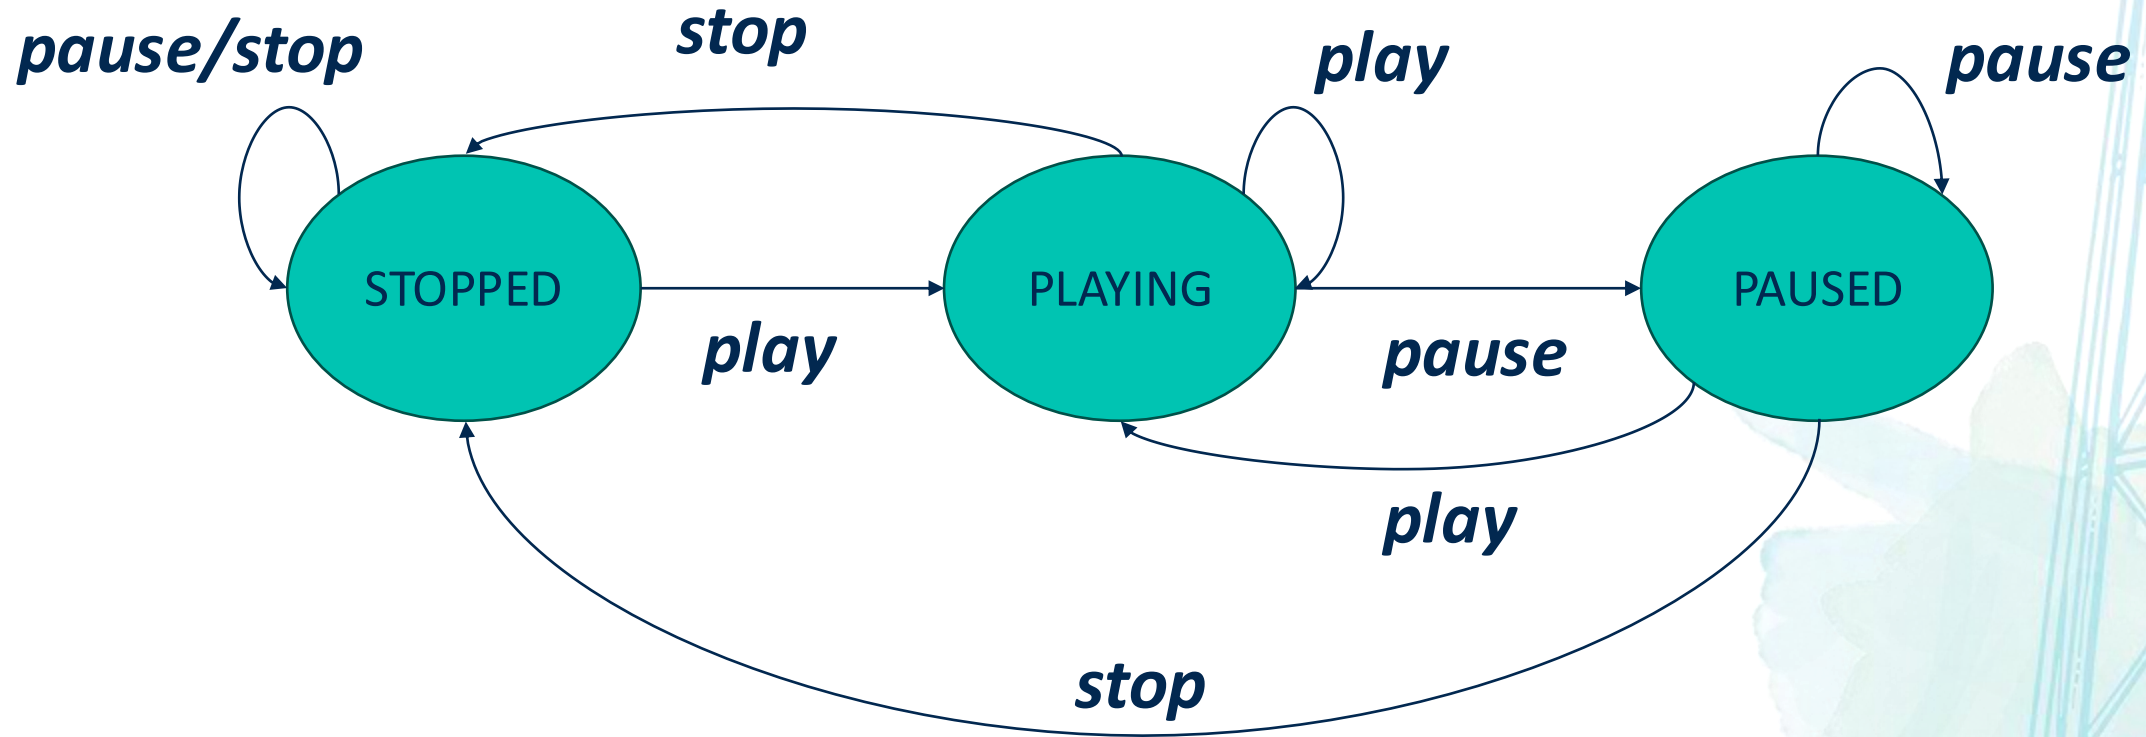 pause/stop
stop
play
pause
STOPPED
PLAYING
PAUSED
play
pause
play
stop